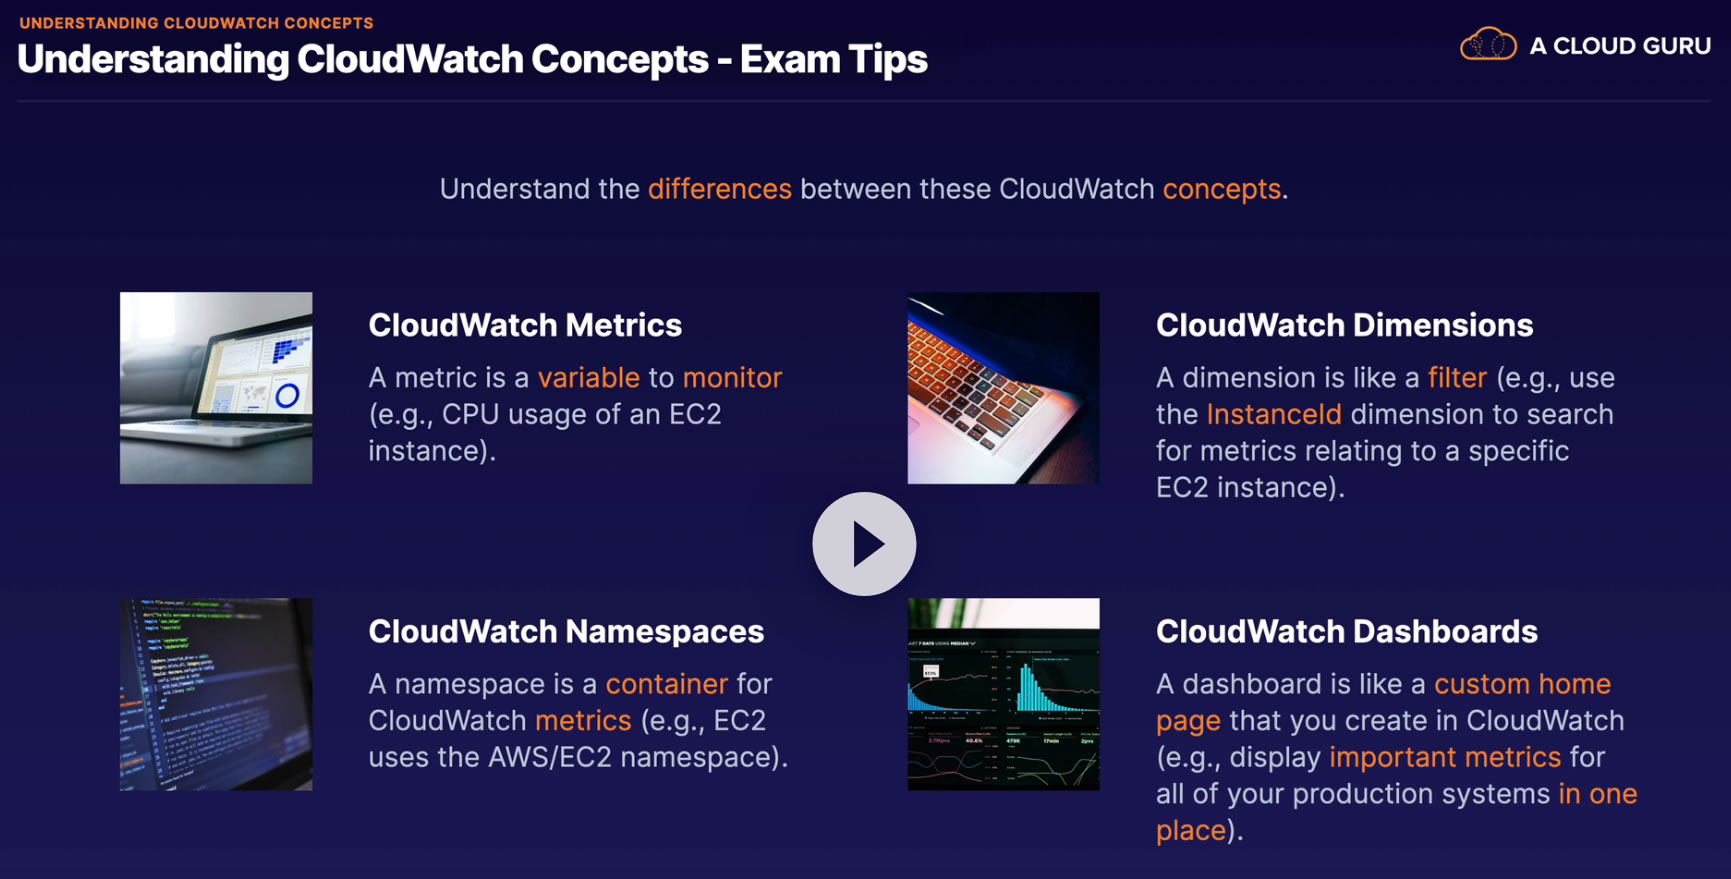 UNDERSTANDING CLOUDWATCH CONCEPTS
Understanding CloudWatch Concepts - Exam Tips
A CLOUD GURU
Understand the differences between these CloudWatch concepts.
CloudWatch Metrics
A metric is a variable to monitor
(e.g., CPU usage of an EC2
instance).
CloudWatch Dimensions
A dimension is like a filter (e.g., use
the InstanceId dimension to search
for metrics relating to a specific
EC2 instance).
CloudWatch Namespaces
A namespace is a container for
CloudWatch metrics (e.g., EC2
uses the AWS/EC2 namespace).
CloudWatch Dashboards
A dashboard is like a custom home
page that you create in CloudWatch
(e.g., display important metrics for
all of your production systems in one
place).